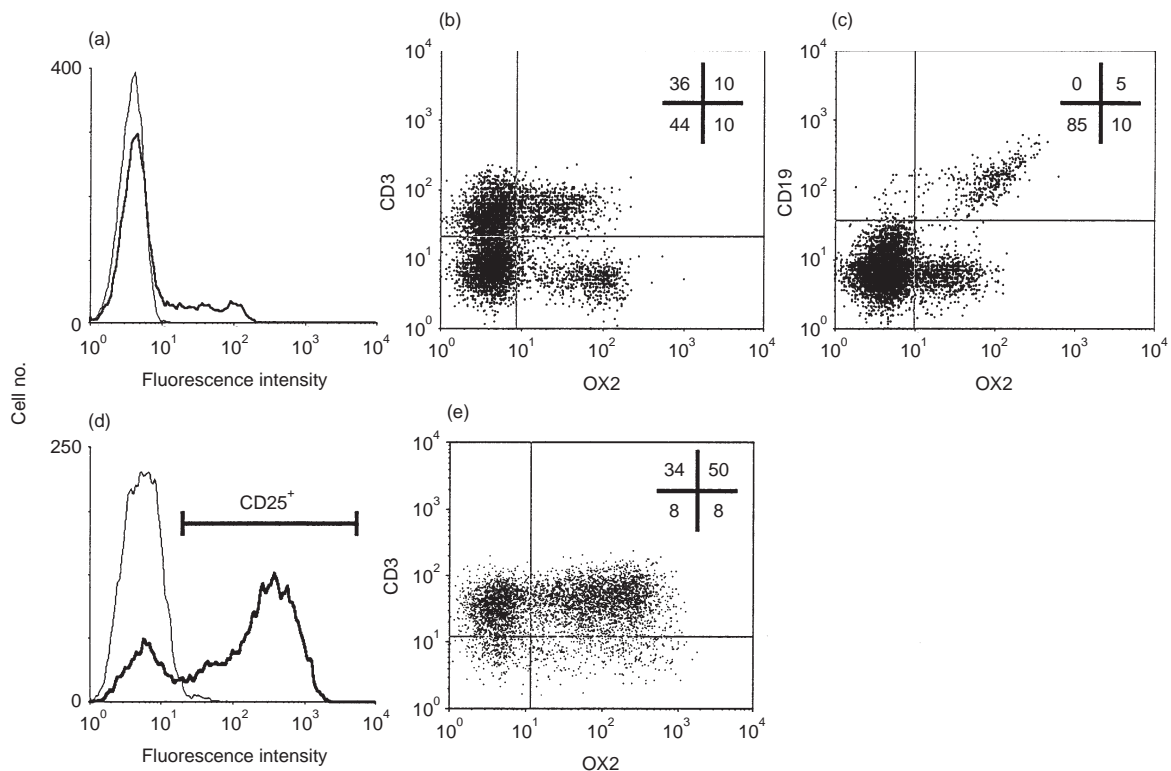 (a)
400
0
10^0 10^1 10^2 10^3 10^4
Fluorescence intensity
(b)
10^4
10^3
10^2
10^1
10^0
CD3
36 10
44 10
10^0 10^1 10^2 10^3 10^4
OX2
(c)
10^4
10^3
10^2
10^1
10^0
CD19
0 5
85 10
10^0 10^1 10^2 10^3 10^4
OX2
Cell no.
(d)
250
0
CD25^+
10^0 10^1 10^2 10^3 10^4
Fluorescence intensity
(e)
10^4
10^3
10^2
10^1
10^0
CD3
34 50
8 8
10^0 10^1 10^2 10^3 10^4
OX2